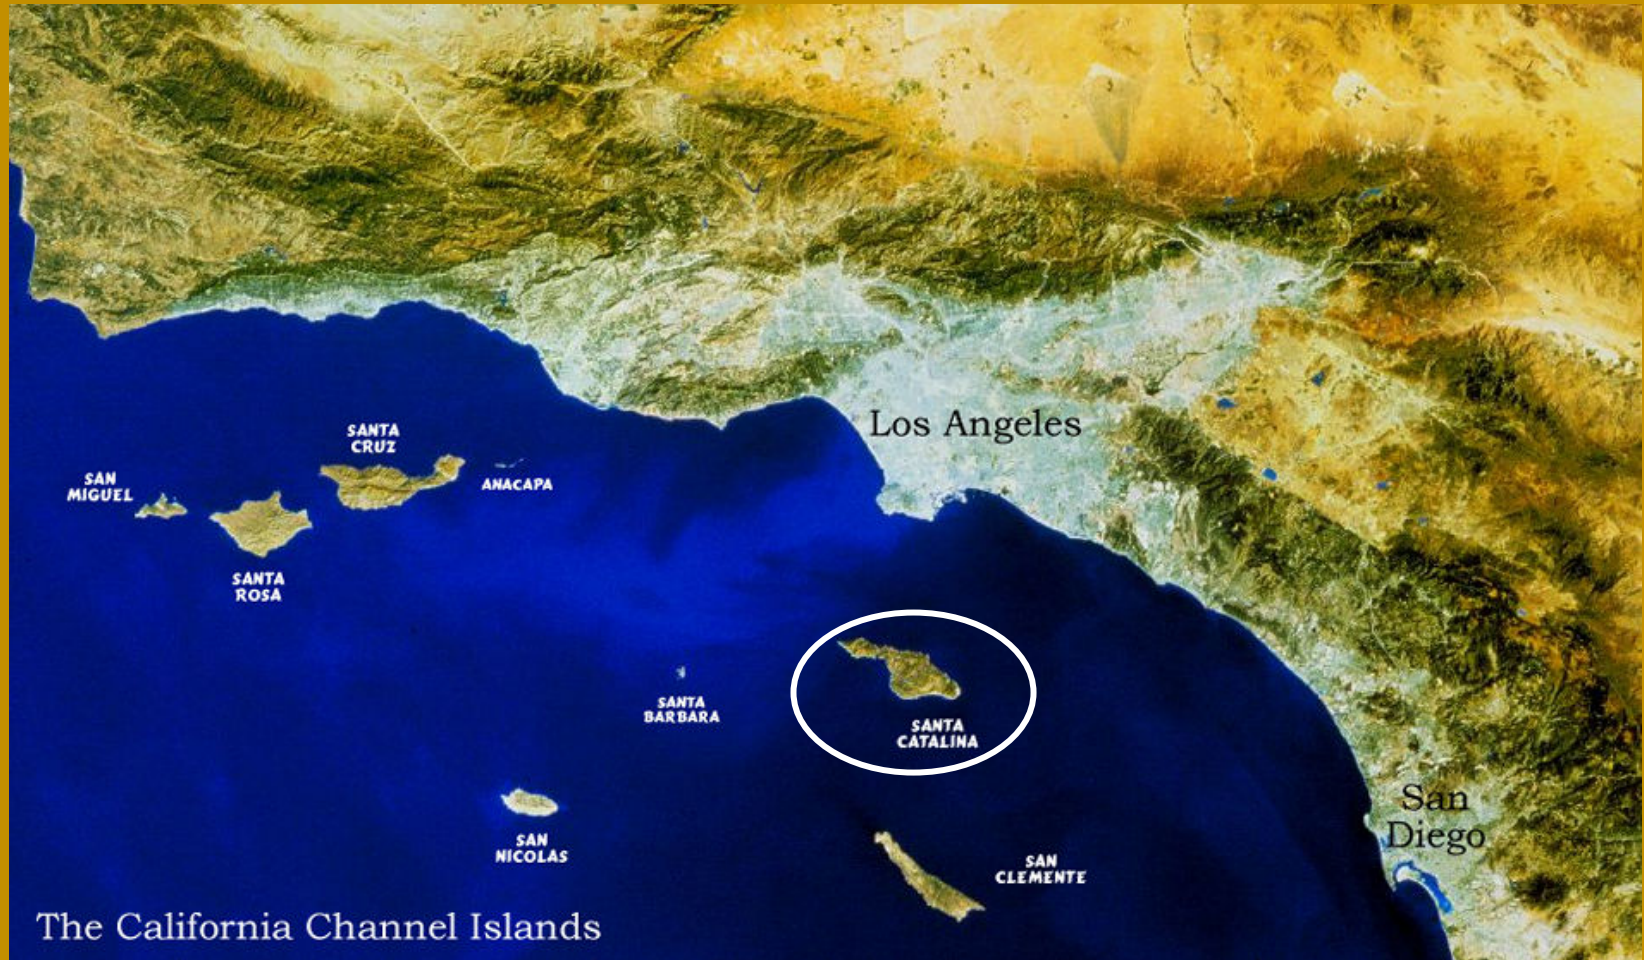 Los Angeles
SANTA
CRUZ
SAN
MIGUEL
ANACAPA
SANTA
ROSA
SANTA
BARBARA
SANTA
CATALINA
San
Diego
SAN
NICOLAS
SAN
CLEMENTE
The California Channel Islands